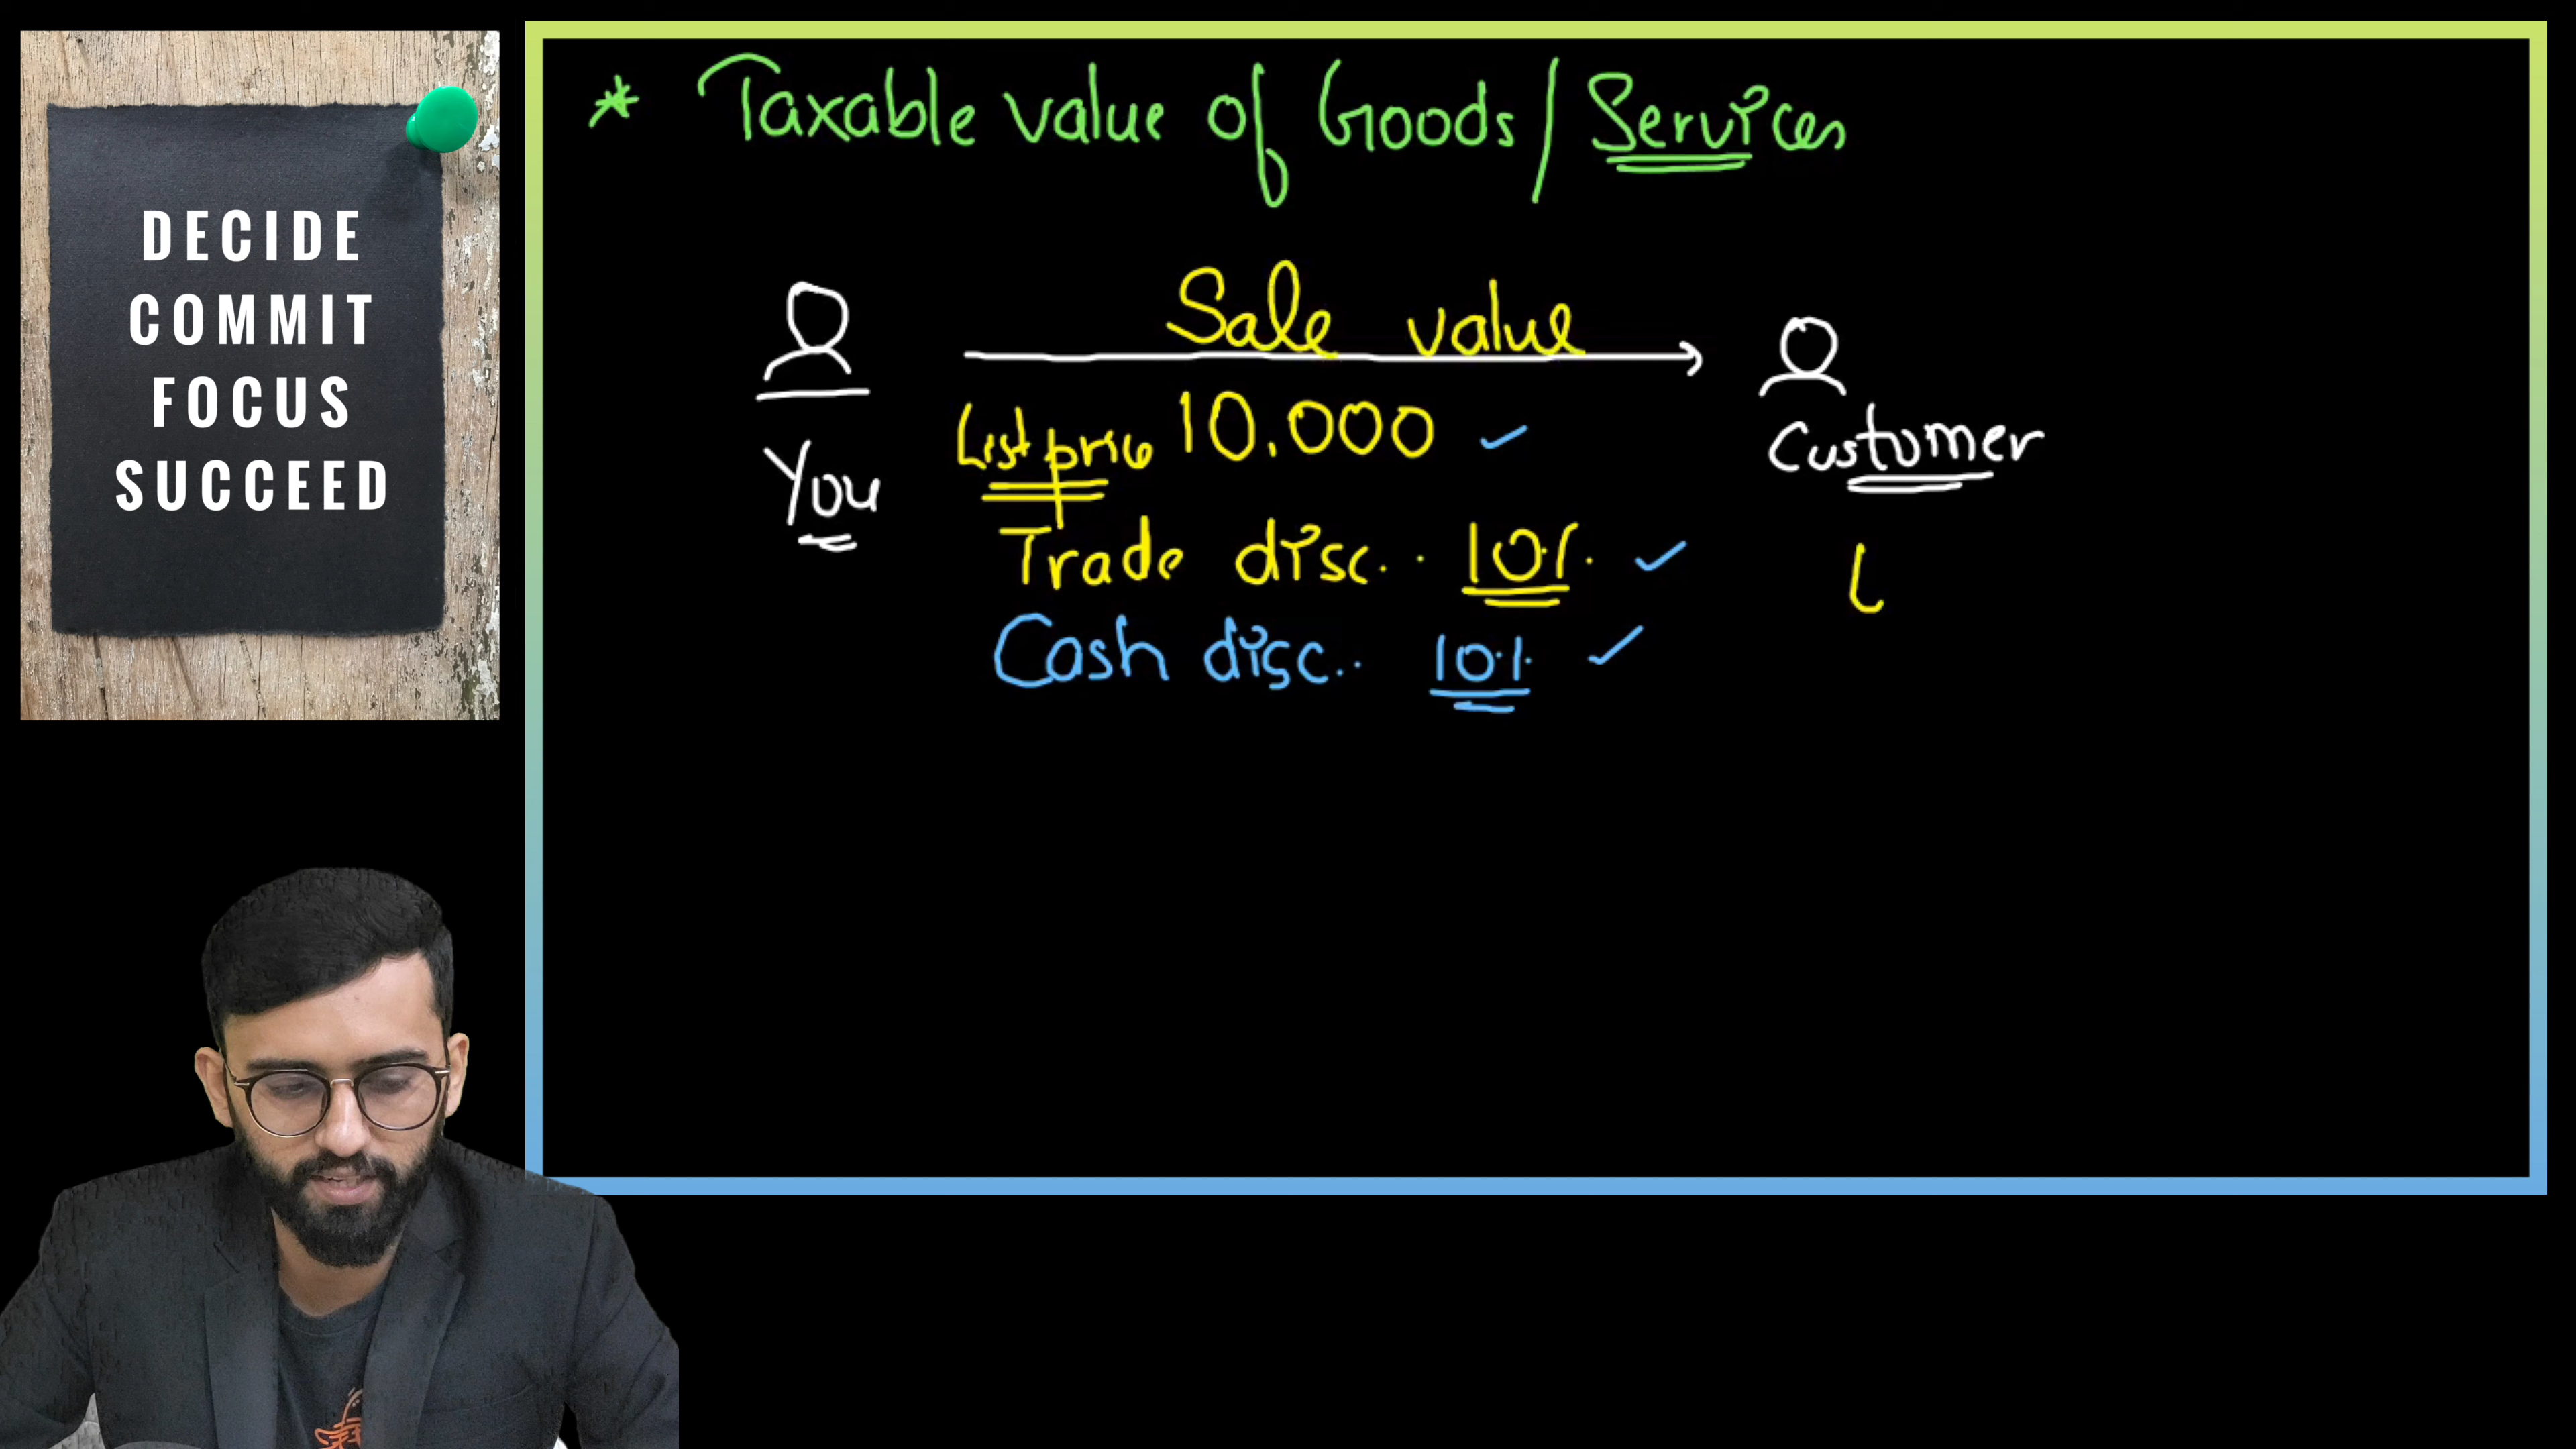 DECIDE
COMMIT
FOCUS
SUCCEED
* Taxable value of Goods/Services
Sale value
You
List price 10,000 ✓
Customer
Trade disc.. 10%. ✓
L
Cash disc.. 10% ✓